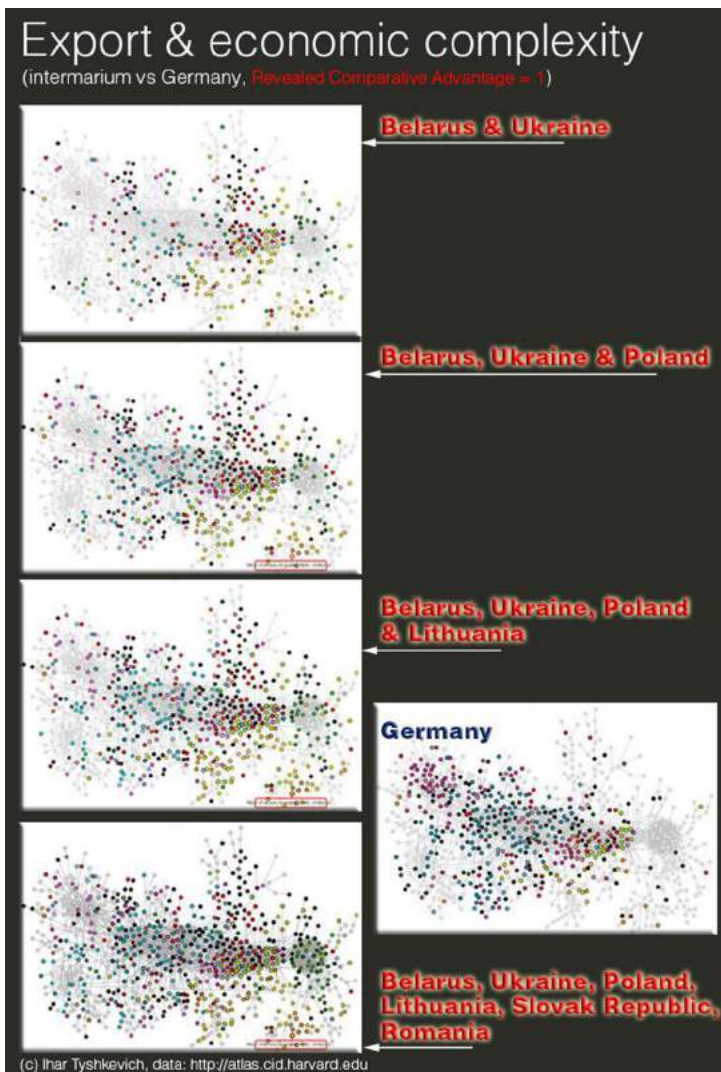 Export & economic complexity
(intermarium vs Germany, Revealed Comparative Advantage = 1)
Belarus & Ukraine
Belarus, Ukraine & Poland
Belarus, Ukraine, Poland
& Lithuania
Germany
Belarus, Ukraine, Poland,
Lithuania, Slovak Republic,
Romania
(c) Ihar Tyshkevich, data: http://atlas.cid.harvard.edu